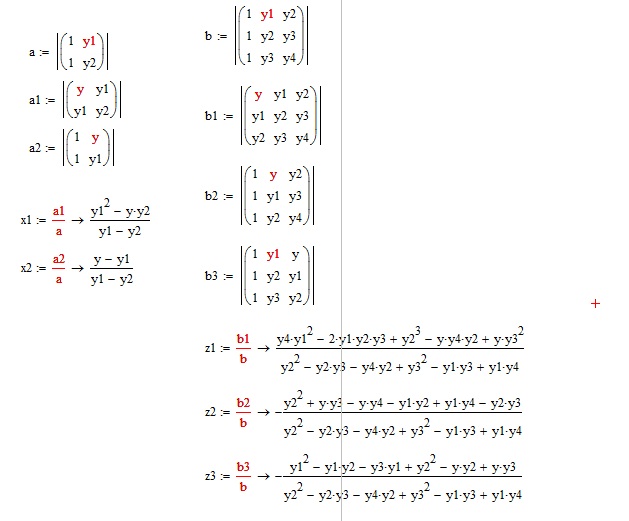 a := |(1 y1
1 y2)|
a1 := |(y y1
y1 y2)|
a2 := |(1 y
1 y1)|
x1 := a1/a → (y1^2 − y·y2)/(y1 − y2)
x2 := a2/a → (y − y1)/(y1 − y2)
b := |(1 y1 y2
1 y2 y3
1 y3 y4)|
b1 := |(y y1 y2
y1 y2 y3
y2 y3 y4)|
b2 := |(1 y y2
1 y1 y3
1 y2 y4)|
b3 := |(1 y1 y
1 y2 y1
1 y3 y2)|
z1 := b1/b → (y4·y1^2 − 2·y1·y2·y3 + y2^3 − y·y4·y2 + y·y3^2)/(y2^2 − y2·y3 − y4·y2 + y3^2 − y1·y3 + y1·y4)
z2 := b2/b → −(y2^2 + y·y3 − y·y4 − y1·y2 + y1·y4 − y2·y3)/(y2^2 − y2·y3 − y4·y2 + y3^2 − y1·y3 + y1·y4)
z3 := b3/b → −(y1^2 − y1·y2 − y3·y1 + y2^2 − y·y2 + y·y3)/(y2^2 − y2·y3 − y4·y2 + y3^2 − y1·y3 + y1·y4)